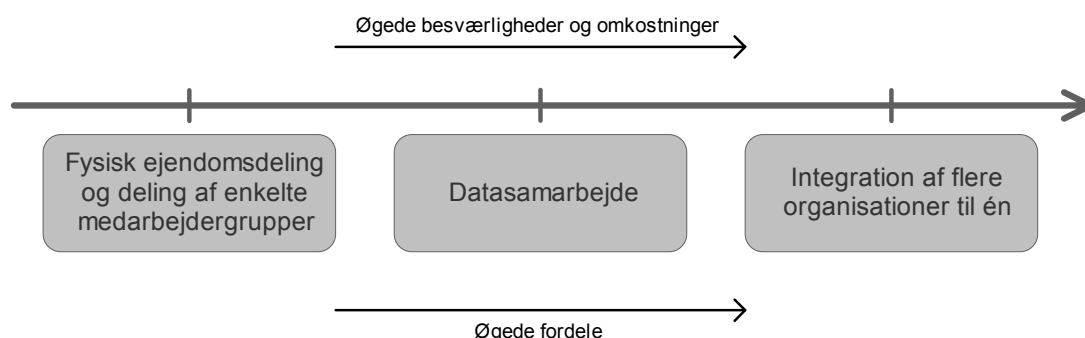 Øgede besværligheder og omkostninger
Fysisk ejendomsdeling
og deling af enkelte
medarbejdergrupper
Datasamarbejde
Integration af flere
organisationer til én
Øgede fordele